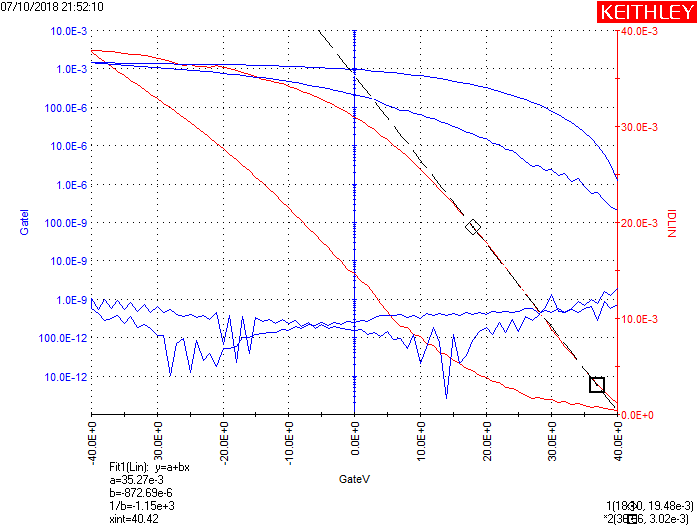 07/10/2018 21:52:10
KEITHLEY
10.0E-3
1.0E-3
100.0E-6
10.0E-6
1.0E-6
100.0E-9
10.0E-9
1.0E-9
100.0E-12
10.0E-12
GateI
40.0E-3
30.0E-3
20.0E-3
10.0E-3
0.0E+0
IDLIN
-40.0E+0
-30.0E+0
-20.0E+0
-10.0E+0
0.0E+0
10.0E+0
20.0E+0
30.0E+0
40.0E+0
GateV
Fit1(Lin): y=a+bx
a=35.27e-3
b=-872.69e-6
1/b=-1.15e+3
xint=40.42
19.48e-3)
3.02e-3)